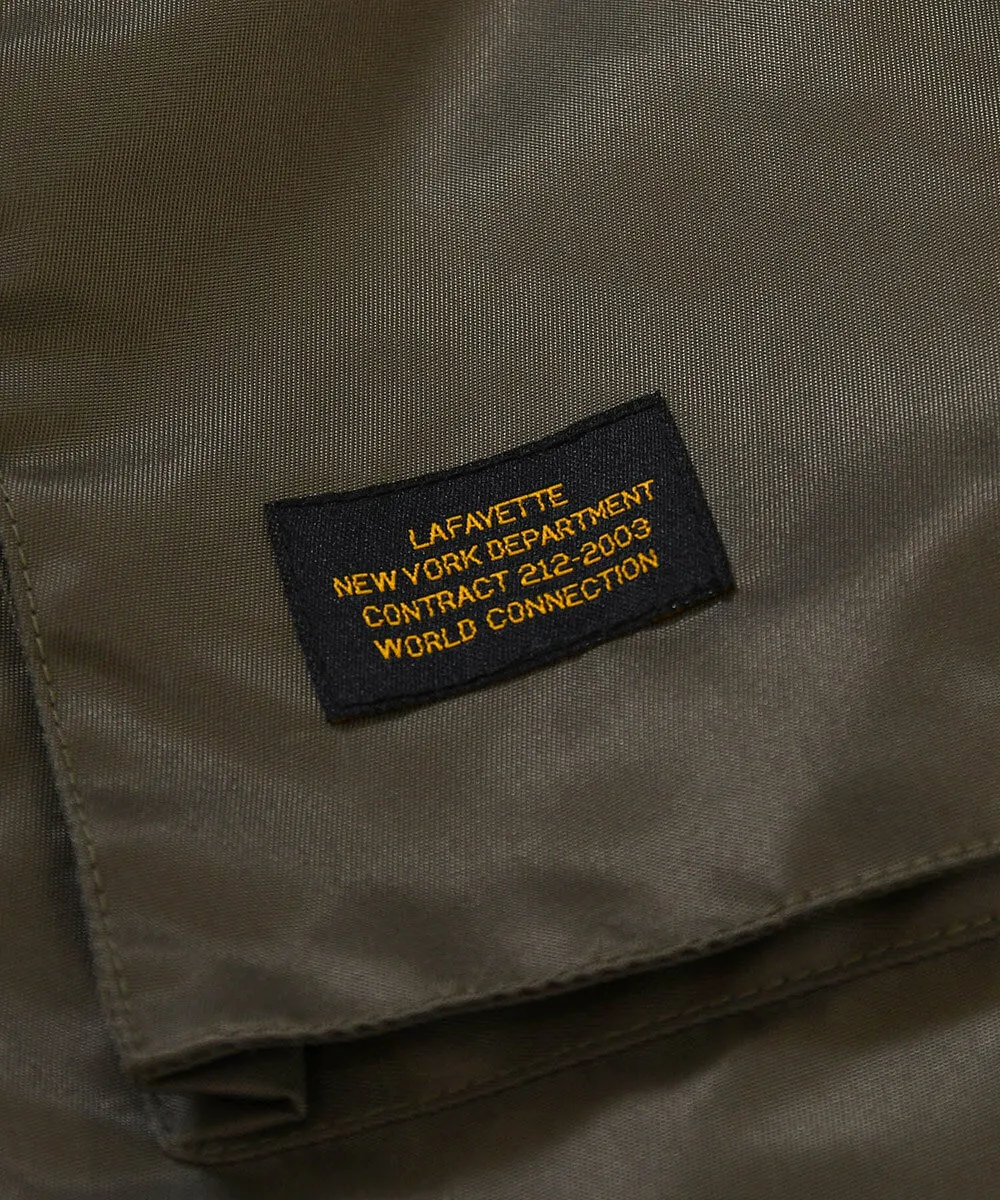 LAFAYETTE
NEW YORK DEPARTMENT
CONTRACT 212-2003
WORLD CONNECTION